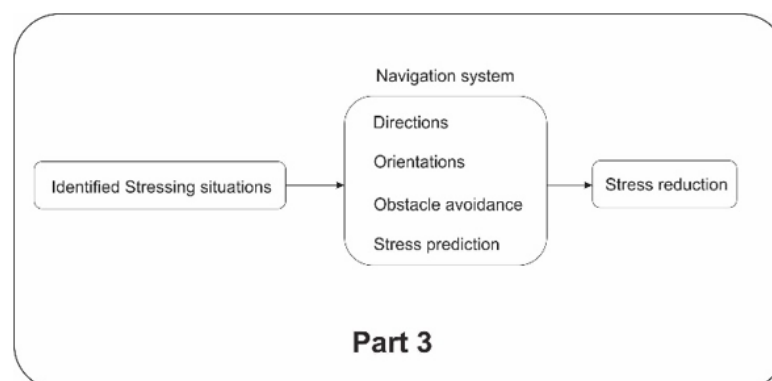 Navigation system
Directions
Orientations
Identified Stressing situations
Stress reduction
Obstacle avoidance
Stress prediction
Part 3